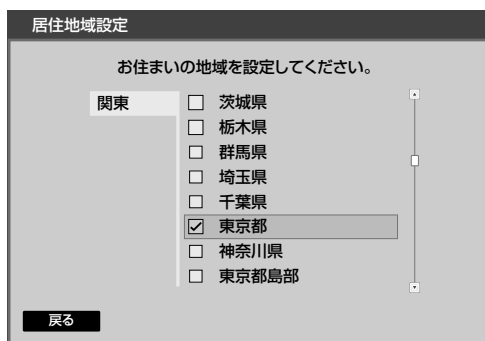 居住地域設定
お住まいの地域を設定してください。
関東
茨城県
栃木県
群馬県
埼玉県
千葉県
東京都
神奈川県
東京都島部
戻る